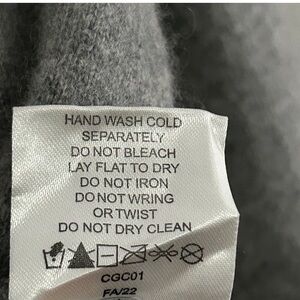 HAND WASH COLD
SEPARATELY
DO NOT BLEACH
LAY FLAT TO DRY
DO NOT IRON
DO NOT WRING
OR TWIST
DO NOT DRY CLEAN
CGC01
FA/22